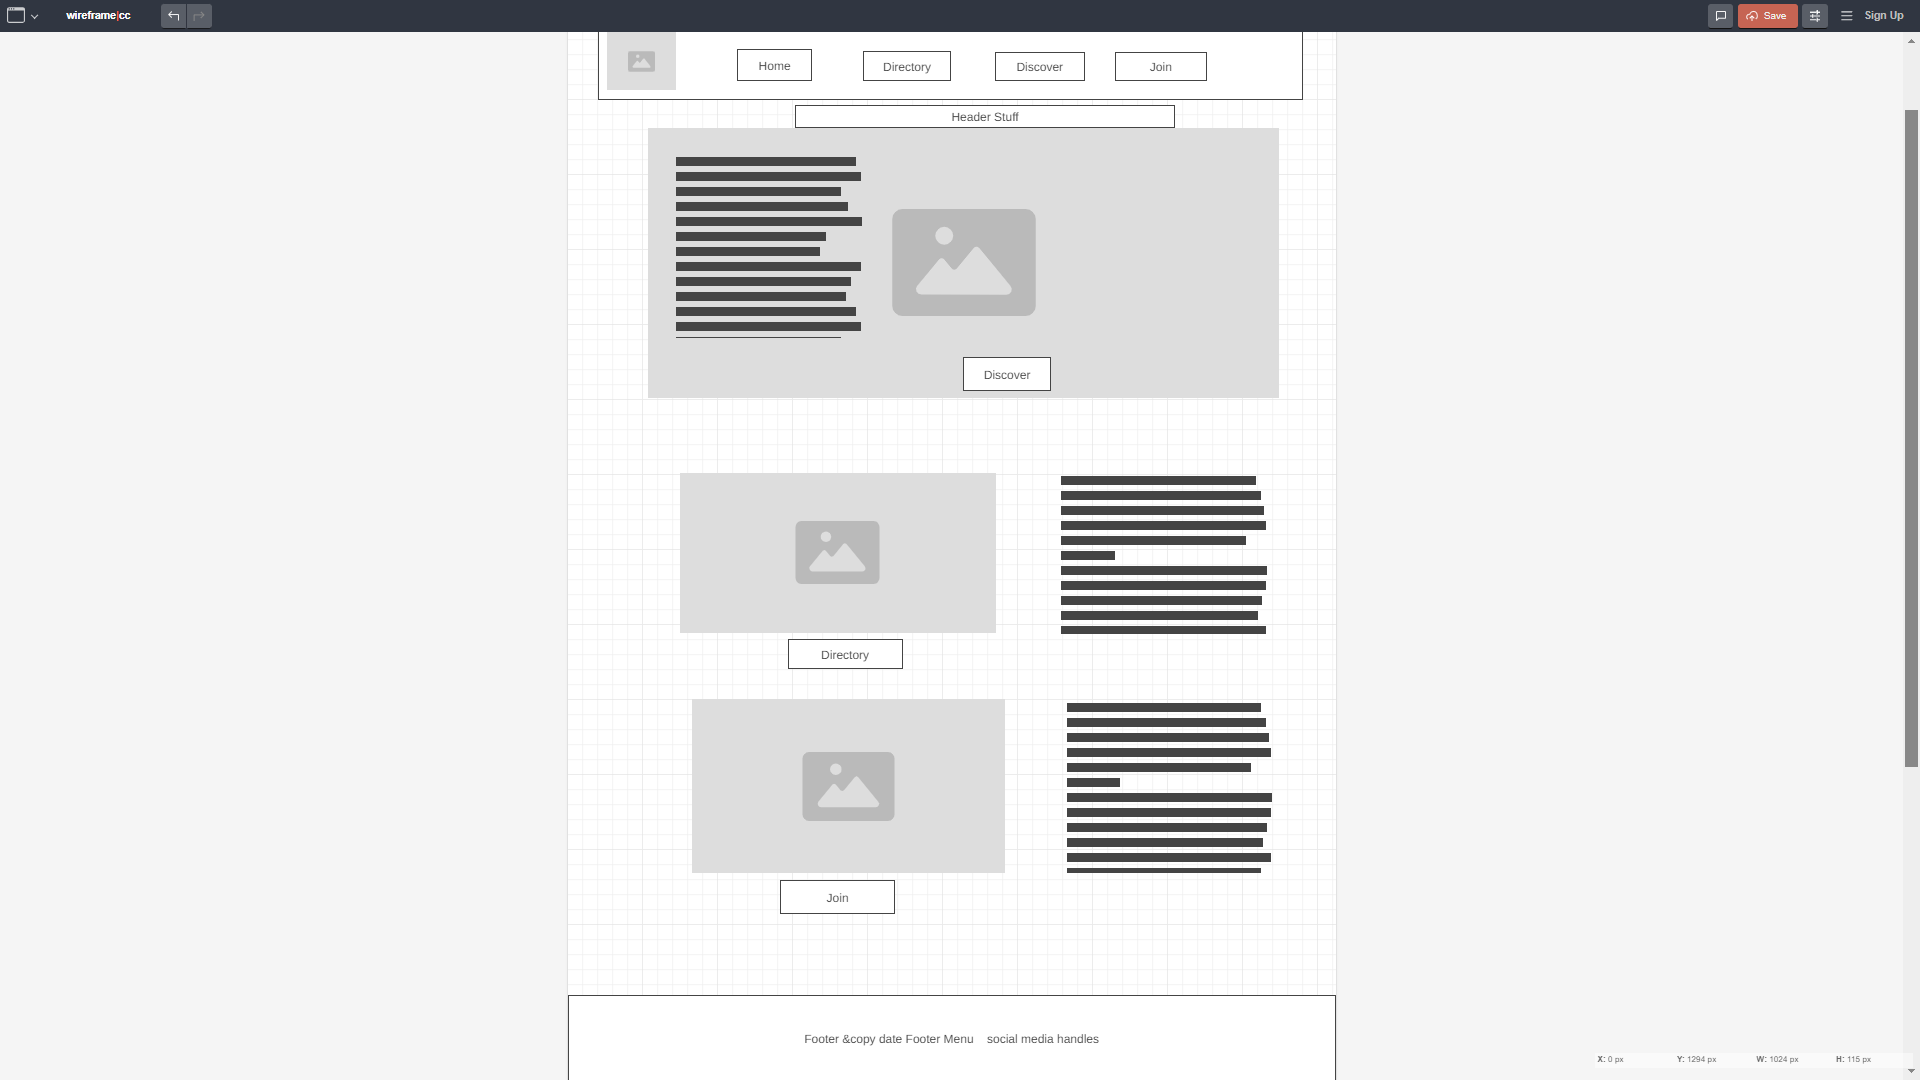 wireframe|cc
Save
Sign Up
Home
Directory
Discover
Join
Header Stuff
Discover
Directory
Join
Footer &copy date Footer Menu    social media handles
X: 0 px Y: 1294 px W: 1024 px H: 115 px